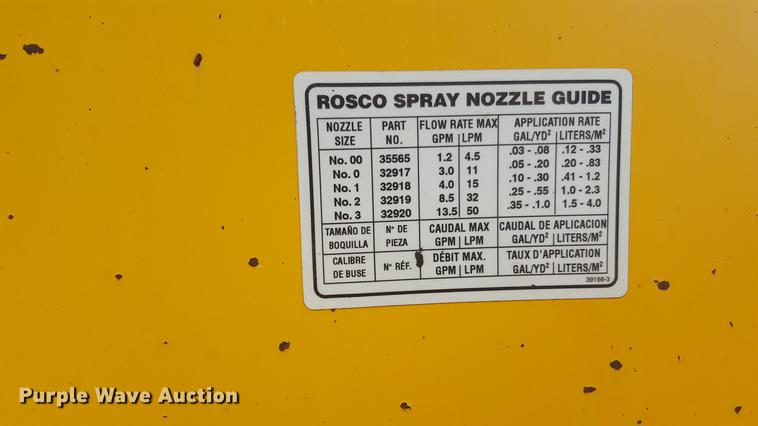 ROSCO SPRAY NOZZLE GUIDE
NOZZLE SIZE PART NO. FLOW RATE MAX GPM | LPM APPLICATION RATE GAL/YD² | LITERS/M²
No. 00 35565 1.2 4.5 .03 - .08 .12 - .33
No. 0 32917 3.0 11 .05 - .20 .20 - .83
No. 1 32918 4.0 15 .10 - .30 .41 - 1.2
No. 2 32919 8.5 32 .25 - .55 1.0 - 2.3
No. 3 32920 13.5 50 .35 - .1.0 1.5 - 4.0
TAMAÑO DE BOQUILLA N° DE PIEZA CAUDAL MAX GPM | LPM CAUDAL DE APLICACION GAL/YD² | LITERS/M²
CALIBRE DE BUSE N° RÉF. DÉBIT MAX. GPM | LPM TAUX D'APPLICATION GAL/YD² | LITERS/M²
39166-3
Purple Wave Auction